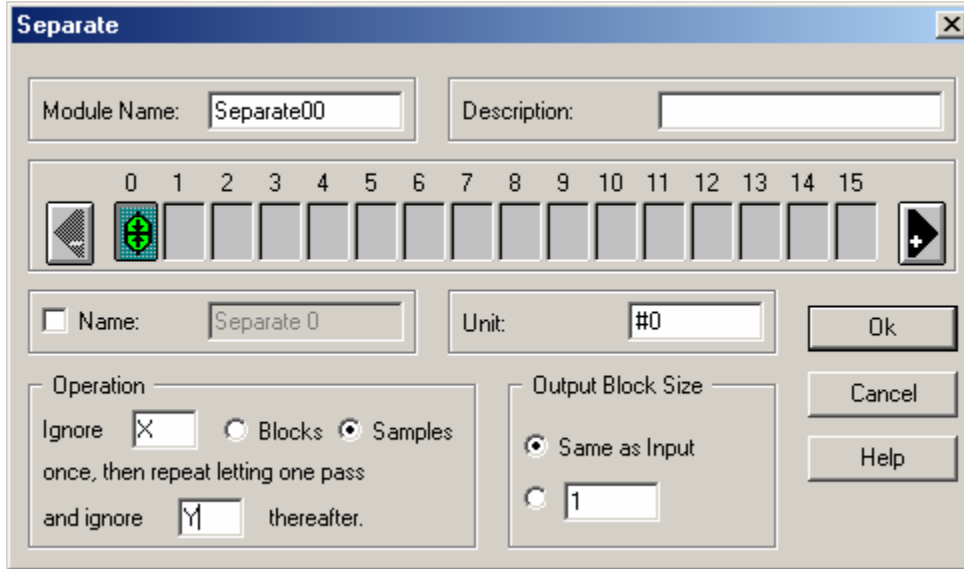 Separate
Module Name: Separate00
Description:
0 1 2 3 4 5 6 7 8 9 10 11 12 13 14 15
- +
Name: Separate 0
Unit: #0
Ok
Operation
Ignore X Blocks Samples
once, then repeat letting one pass
and ignore Y thereafter.
Output Block Size
Same as Input
1
Cancel
Help